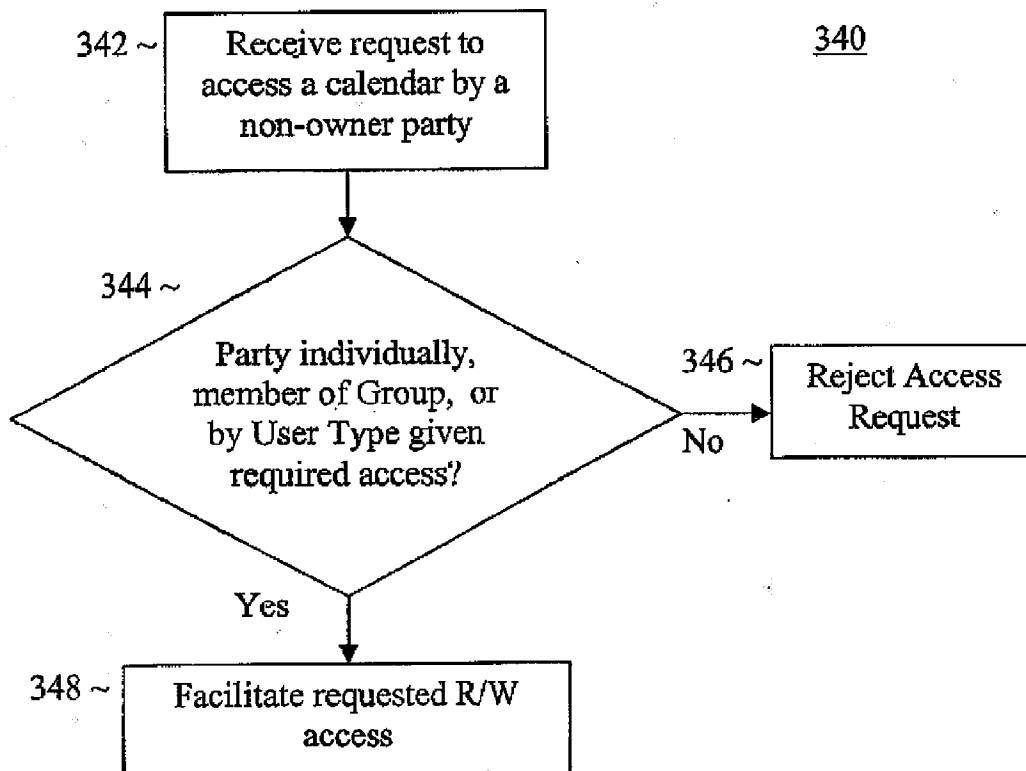 342 ~
Receive request to
access a calendar by a
non-owner party
340
344 ~
Party individually,
member of Group, or
by User Type given
required access?
346 ~
Reject Access
Request
No
Yes
348 ~
Facilitate requested R/W
access